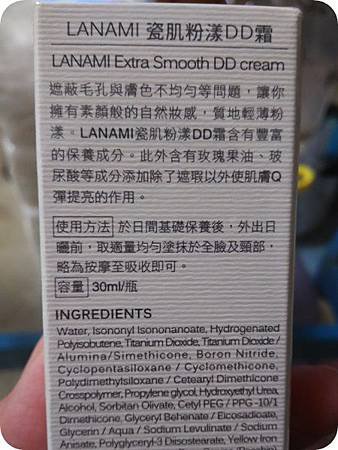 LANAMI 瓷肌粉漾DD霜
LANAMI Extra Smooth DD cream
遮蔽毛孔與膚色不均勻等問題，讓你
擁有素顏般的自然妝感，質地輕薄粉
漾。LANAMI瓷肌粉漾DD霜含有豐富
的保養成分。此外含有玫瑰果油、玻
尿酸等成分添加除了遮瑕以外使肌膚Q
彈提亮的作用。
使用方法 於日間基礎保養後，外出日
曬前，取適量均勻塗抹於全臉及頸部，
略為按摩至吸收即可。
容量 30ml/瓶
INGREDIENTS
Water, Isononyl Isononanoate, Hydrogenated
Polyisobutene, Titanium Dioxide, Titanium Dioxide /
Alumina/Simethicone, Boron Nitride,
Cyclopentasiloxane / Cyclomethicone,
Polydimethylsiloxane / Cetearyl Dimethicone
Crosspolymer, Propylene glycol, Hydroxyethyl Urea,
Alcohol, Sorbitan Olivate, Cetyl PEG / PPG-10/1
Dimethicone, Glyceryl Behenate / Eicosadioate,
Glycerin / Aqua / Sodium Levulinate / Sodium
Anisate, Polyglyceryl-3 Diisostearate, Yellow Iron